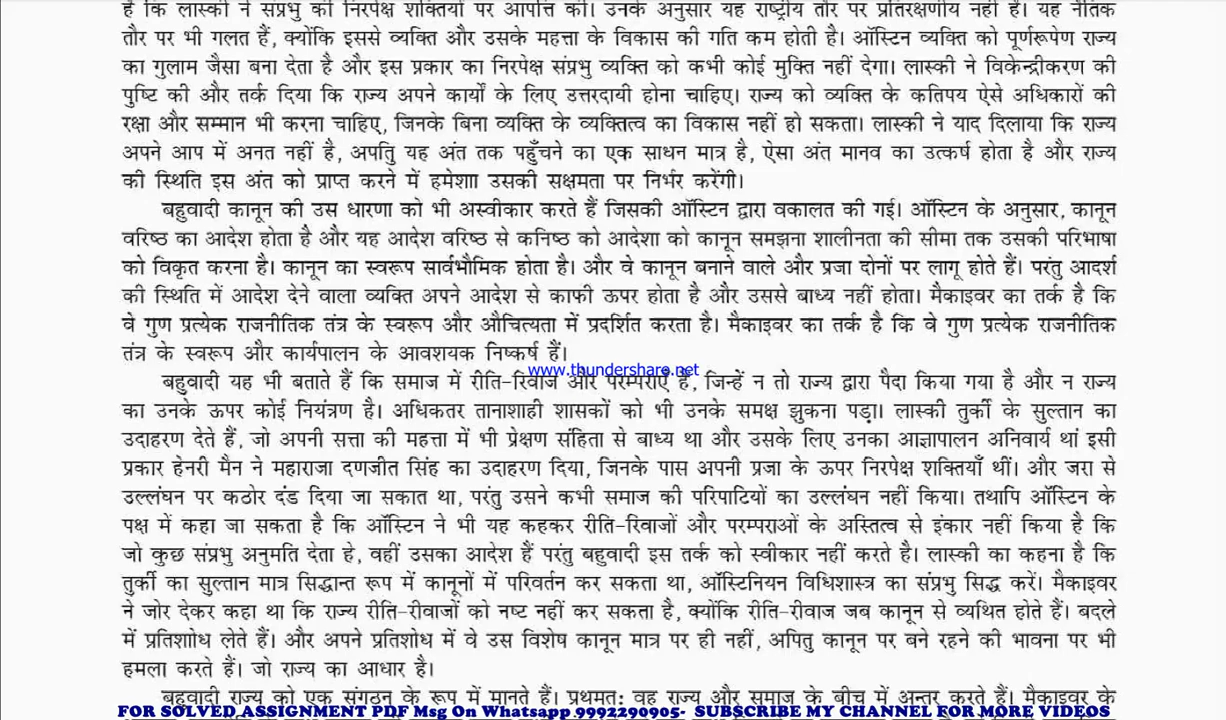 है कि लास्की ने संप्रभु की निरपेक्ष शक्तियों पर आपत्ति की। उनके अनुसार यह राष्ट्रीय तौर पर प्रतिरक्षणीय नहीं है। यह नैतिक
तौर पर भी गलत हैं, क्योंकि इससे व्यक्ति और उसके महत्ता के विकास की गति कम होती है। ऑस्टिन व्यक्ति को पूर्णरूपेण राज्य
का गुलाम जैसा बना देता है और इस प्रकार का निरपेक्ष संप्रभु व्यक्ति को कभी कोई मुक्ति नहीं देगा। लास्की ने विकेन्द्रीकरण की
पुष्टि की और तर्क दिया कि राज्य अपने कार्यों के लिए उत्तरदायी होना चाहिए। राज्य को व्यक्ति के कतिपय ऐसे अधिकारों की
रक्षा और सम्मान भी करना चाहिए, जिनके बिना व्यक्ति के व्यक्तित्व का विकास नहीं हो सकता। लास्की ने याद दिलाया कि राज्य
अपने आप में अनत नहीं है, अपतिु यह अंत तक पहुँचने का एक साधन मात्र है, ऐसा अंत मानव का उत्कर्ष होता है और राज्य
की स्थिति इस अंत को प्राप्त करने में हमेशाा उसकी सक्षमता पर निर्भर करेंगी।
बहुवादी कानून की उस धारणा को भी अस्वीकार करते हैं जिसकी ऑस्टिन द्वारा वकालत की गई। ऑस्टिन के अनुसार, कानून
वरिष्ठ का आदेश होता है और यह आदेश वरिष्ठ से कनिष्ठ को आदेशा को कानून समझना शालीनता की सीमा तक उसकी परिभाषा
को विकृत करना है। कानून का स्वरूप सार्वभौमिक होता है। और वे कानून बनाने वाले और प्रजा दोनों पर लागू होते हैं। परंतु आदर्श
की स्थिति में आदेश देने वाला व्यक्ति अपने आदेश से काफी ऊपर होता है और उससे बाध्य नहीं होता। मैकाइवर का तर्क है कि
वे गुण प्रत्येक राजनीतिक तंत्र के स्वरूप और औचित्यता में प्रदर्शित करता है। मैकाइवर का तर्क है कि वे गुण प्रत्येक राजनीतिक
तंत्र के स्वरूप और कार्यपालन के आवशयक निष्कर्ष हैं।
www.thundershare.net
बहुवादी यह भी बताते हैं कि समाज में रीति-रिवाज और परम्पराएँ हैं, जिन्हें न तो राज्य द्वारा पैदा किया गया है और न राज्य
का उनके ऊपर कोई नियंत्रण है। अधिकतर तानाशाही शासकों को भी उनके समक्ष झुकना पड़ा। लास्की तुर्की के सुल्तान का
उदाहरण देते हैं, जो अपनी सत्ता की महत्ता में भी प्रेक्षण संहिता से बाध्य था और उसके लिए उनका आज्ञापालन अनिवार्य थां इसी
प्रकार हेनरी मैन ने महाराजा दणजीत सिंह का उदाहरण दिया, जिनके पास अपनी प्रजा के ऊपर निरपेक्ष शक्तियाँ थीं। और जरा से
उल्लंघन पर कठोर दंड दिया जा सकात था, परंतु उसने कभी समाज की परिपाटियों का उल्लंघन नहीं किया। तथापि ऑस्टिन के
पक्ष में कहा जा सकता है कि ऑस्टिन ने भी यह कहकर रीति-रिवाजों और परम्पराओं के अस्तित्व से इंकार नहीं किया है कि
जो कुछ संप्रभु अनुमति देता हे, वहीं उसका आदेश हैं परंतु बहुवादी इस तर्क को स्वीकार नहीं करते है। लास्की का कहना है कि
तुर्की का सुल्तान मात्र सिद्धान्त रूप में कानूनों में परिवर्तन कर सकता था, ऑस्टिनियन विधिशास्त्र का संप्रभु सिद्ध करें। मैकाइवर
ने जोर देकर कहा था कि राज्य रीति-रीवाजों को नष्ट नहीं कर सकता है, क्योंकि रीति-रीवाज जब कानून से व्यथित होते हैं। बदले
में प्रतिशाोध लेते हैं। और अपने प्रतिशोध में वे उस विशेष कानून मात्र पर ही नहीं, अपितु कानून पर बने रहने की भावना पर भी
हमला करते हैं। जो राज्य का आधार है।
बहुवादी राज्य को एक संगठन के रूप में मानते हैं। प्रथमत: वह राज्य और समाज के बीच में अन्तर करते हैं। मैकाइवर के
FOR SOLVED ASSIGNMENT PDF Msg On Whatsapp 9992290905- SUBSCRIBE MY CHANNEL FOR MORE VIDEOS